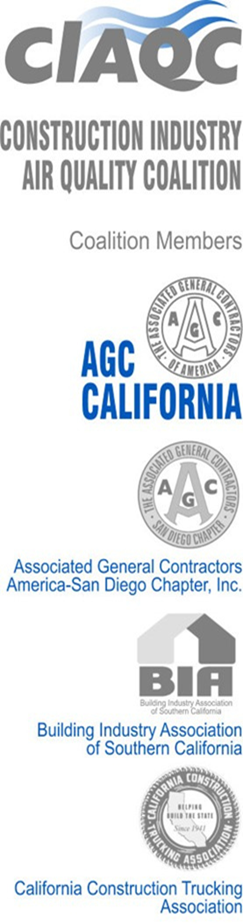 CIAQC
CONSTRUCTION INDUSTRY
AIR QUALITY COALITION
Coalition Members
THE ASSOCIATED GENERAL CONTRACTORS
AGC
OF AMERICA
AGC
CALIFORNIA
THE ASSOCIATED GENERAL CONTRACTORS
AGC
SAN DIEGO CHAPTER
Associated General Contractors
America-San Diego Chapter, Inc.
BIA
Building Industry Association
of Southern California
Building Industry Association
of Southern California
CALIFORNIA CONSTRUCTION
TRUCKING ASSOCIATION
HELPING
BUILD THE STATE
Since 1941
California Construction Trucking
Association